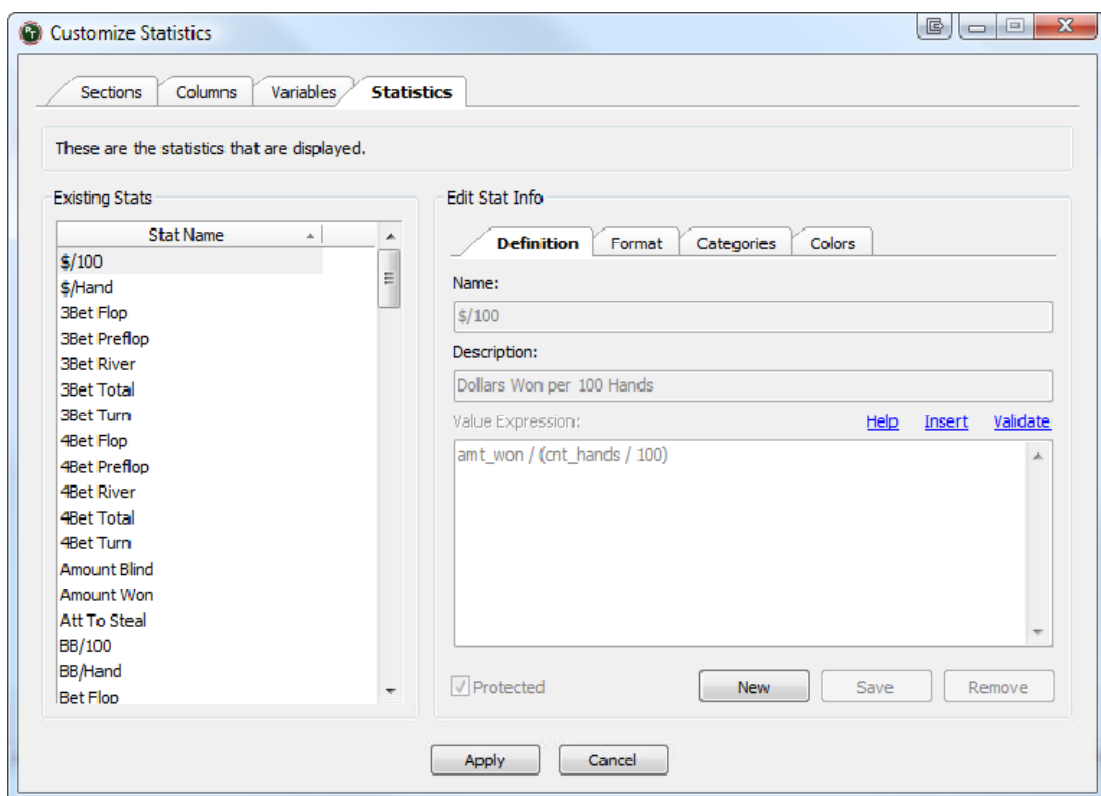 PT Customize Statistics
Sections Columns Variables Statistics
These are the statistics that are displayed.
Existing Stats
Stat Name
$/100
$/Hand
3Bet Flop
3Bet Preflop
3Bet River
3Bet Total
3Bet Turn
4Bet Flop
4Bet Preflop
4Bet River
4Bet Total
4Bet Turn
Amount Blind
Amount Won
Att To Steal
BB/100
BB/Hand
Bet Flop
Edit Stat Info
Definition Format Categories Colors
Name:
$/100
Description:
Dollars Won per 100 Hands
Value Expression: Help Insert Validate
amt_won / (cnt_hands / 100)
Protected New Save Remove
Apply Cancel